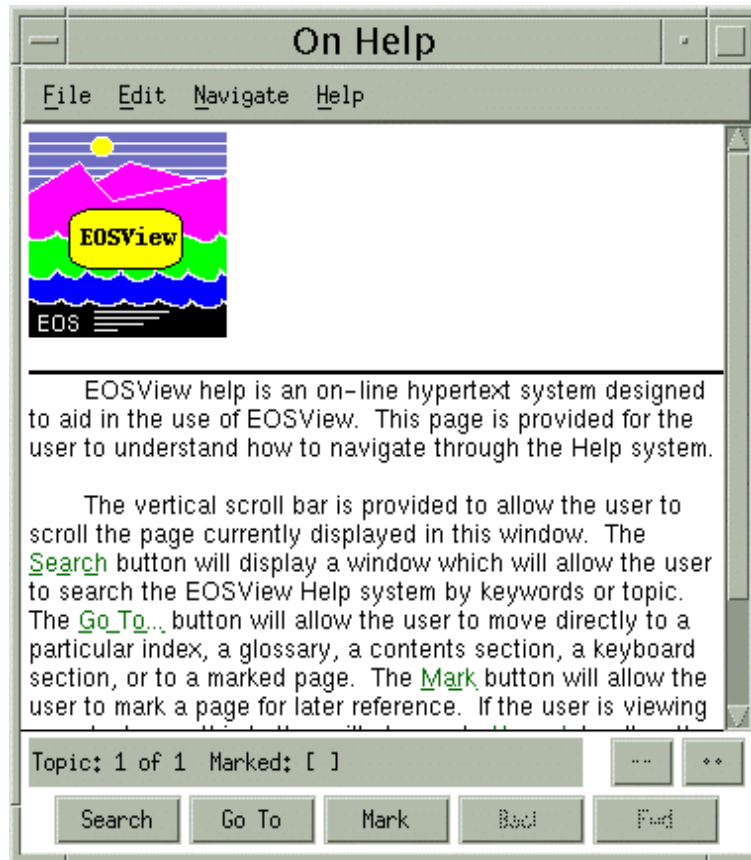 On Help
File Edit Navigate Help
EOSView
EOS
EOSView help is an on-line hypertext system designed
to aid in the use of EOSView. This page is provided for the
user to understand how to navigate through the Help system.
The vertical scroll bar is provided to allow the user to
scroll the page currently displayed in this window. The
Search button will display a window which will allow the user
to search the EOSView Help system by keywords or topic.
The Go To... button will allow the user to move directly to a
particular index, a glossary, a contents section, a keyboard
section, or to a marked page. The Mark button will allow the
user to mark a page for later reference. If the user is viewing
Topic: 1 of 1 Marked: [ ]
Search Go To Mark Back Fwd